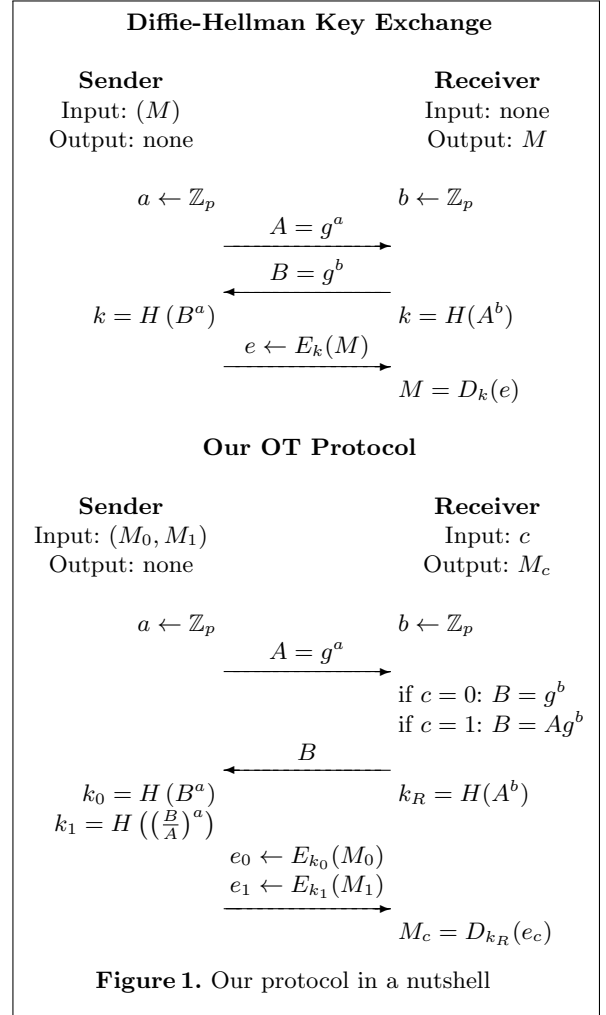 Diffie-Hellman Key Exchange
Sender Receiver
Input: (M) Input: none
Output: none Output: M
a ← ℤ_p b ← ℤ_p
A = g^a
B = g^b
k = H (B^a) k = H(A^b)
e ← E_k(M)
M = D_k(e)
Our OT Protocol
Sender Receiver
Input: (M_0, M_1) Input: c
Output: none Output: M_c
a ← ℤ_p b ← ℤ_p
A = g^a
if c = 0: B = g^b
if c = 1: B = Ag^b
B
k_0 = H (B^a) k_R = H(A^b)
k_1 = H ((B/A)^a)
e_0 ← E_{k_0}(M_0)
e_1 ← E_{k_1}(M_1)
M_c = D_{k_R}(e_c)
Figure 1. Our protocol in a nutshell